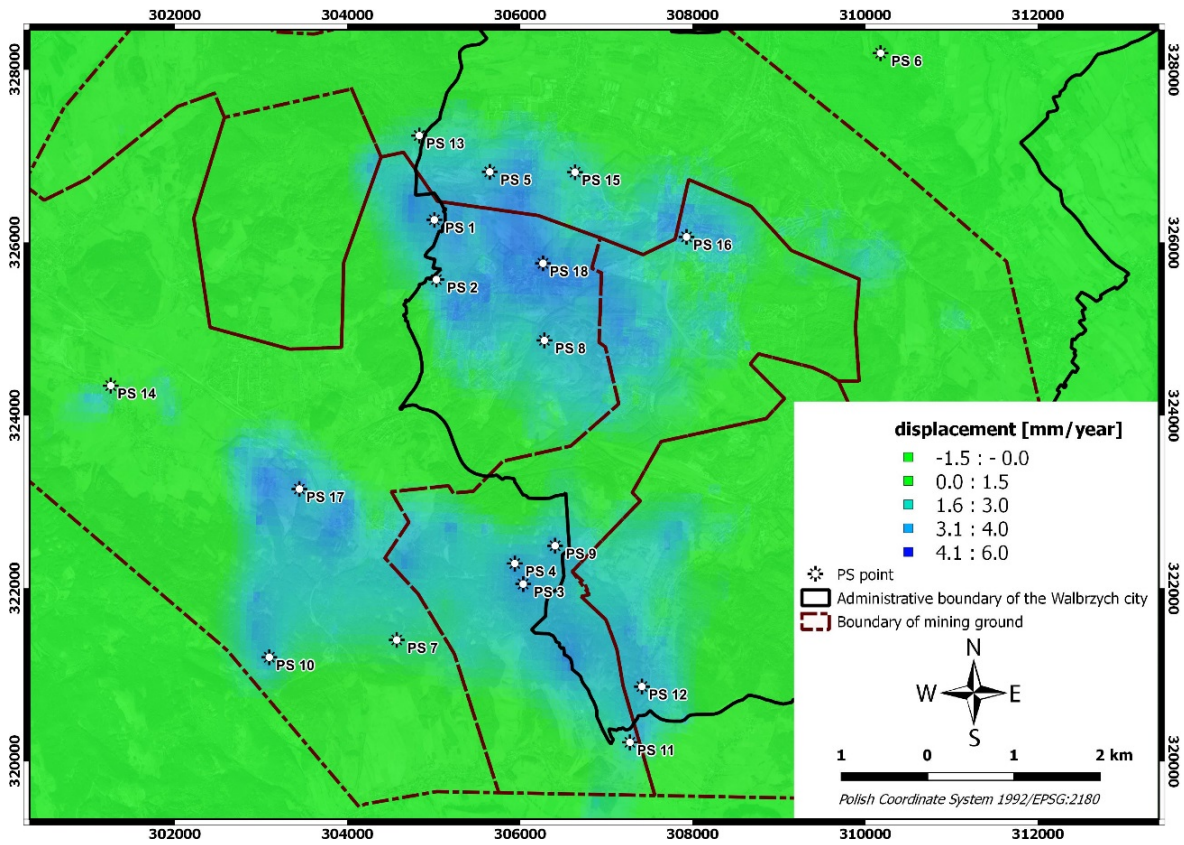 302000 304000 306000 308000 310000 312000
328000 328000
PS 6
PS 13
PS 5 PS 15
326000 326000
PS 1
PS 16
PS 18
PS 2
PS 8
PS 14
324000 324000
displacement [mm/year]
-1.5 : - 0.0
0.0 : 1.5
1.6 : 3.0
3.1 : 4.0
4.1 : 6.0
PS point
Administrative boundary of the Walbrzych city
Boundary of mining ground
PS 17
PS 9
PS 4
PS 3
322000 322000
PS 7
PS 10
PS 12
PS 11
N
W E
S
320000 320000
1 0 1 2 km
Polish Coordinate System 1992/EPSG:2180
302000 304000 306000 308000 310000 312000